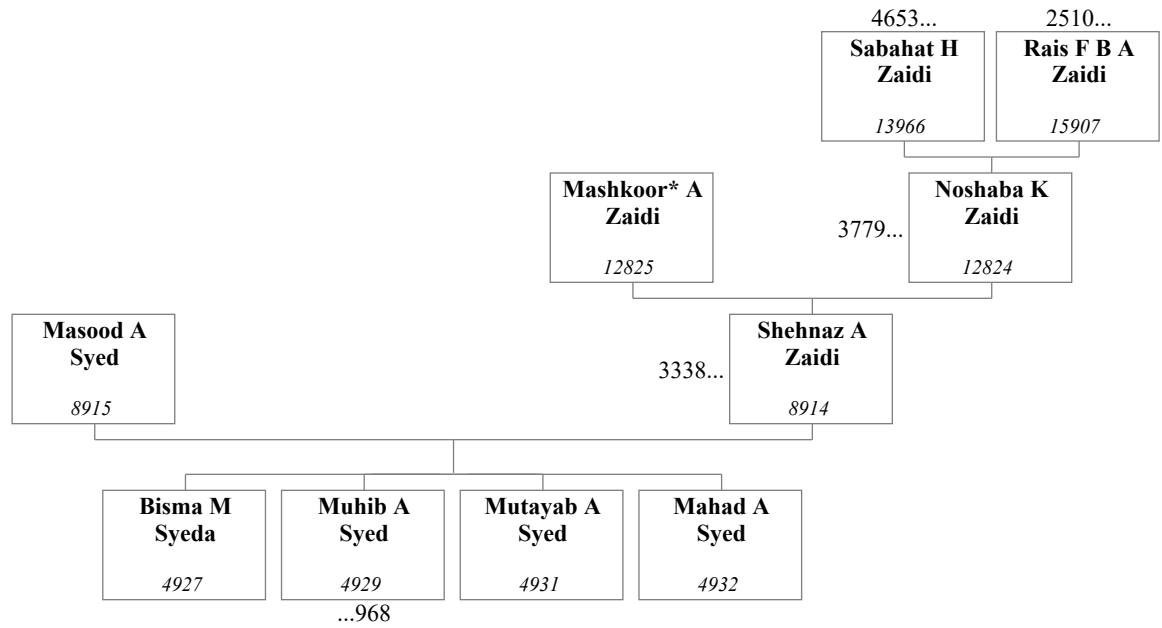 4653...
2510...
Sabahat H
Zaidi
13966
Rais F B A
Zaidi
15907
Mashkoor* A
Zaidi
12825
3779...
Noshaba K
Zaidi
12824
Masood A
Syed
8915
3338...
Shehnaz A
Zaidi
8914
Bisma M
Syeda
4927
Muhib A
Syed
4929
...968
Mutayab A
Syed
4931
Mahad A
Syed
4932